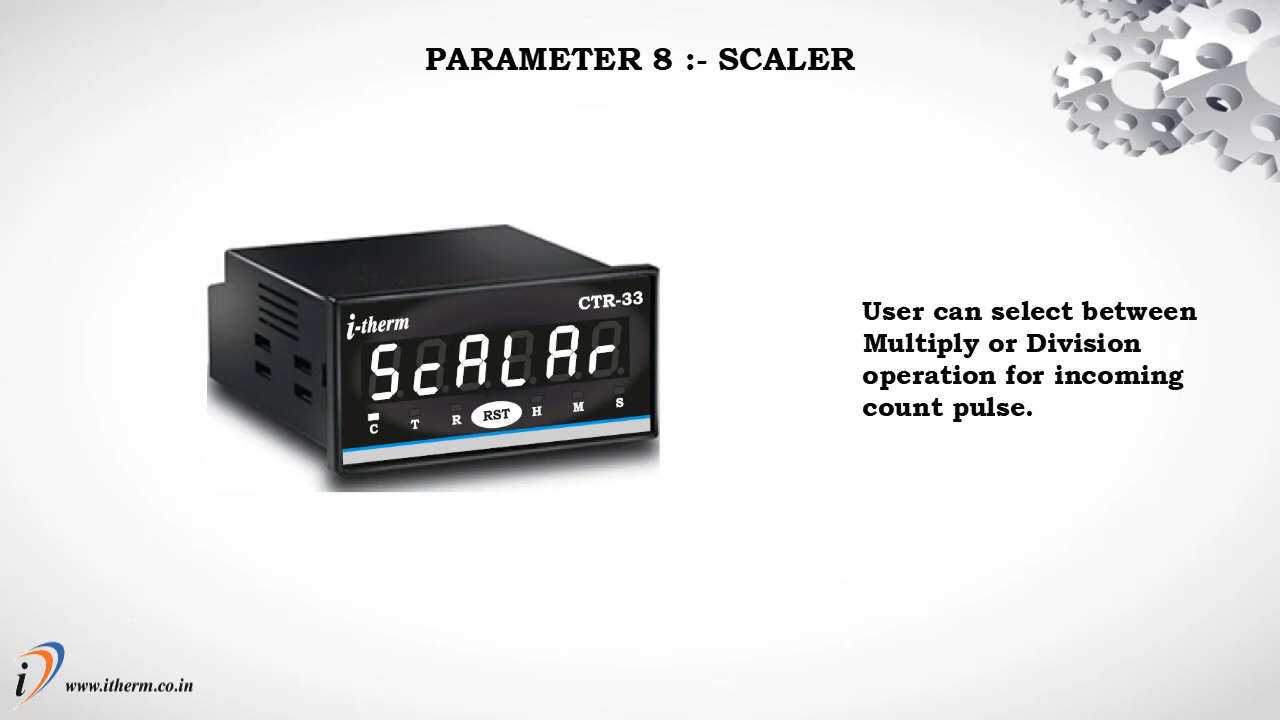 PARAMETER 8 :- SCALER
CTR-33
i-therm
ScALAr
C T R RST H M S
User can select between
Multiply or Division
operation for incoming
count pulse.
i
www.itherm.co.in